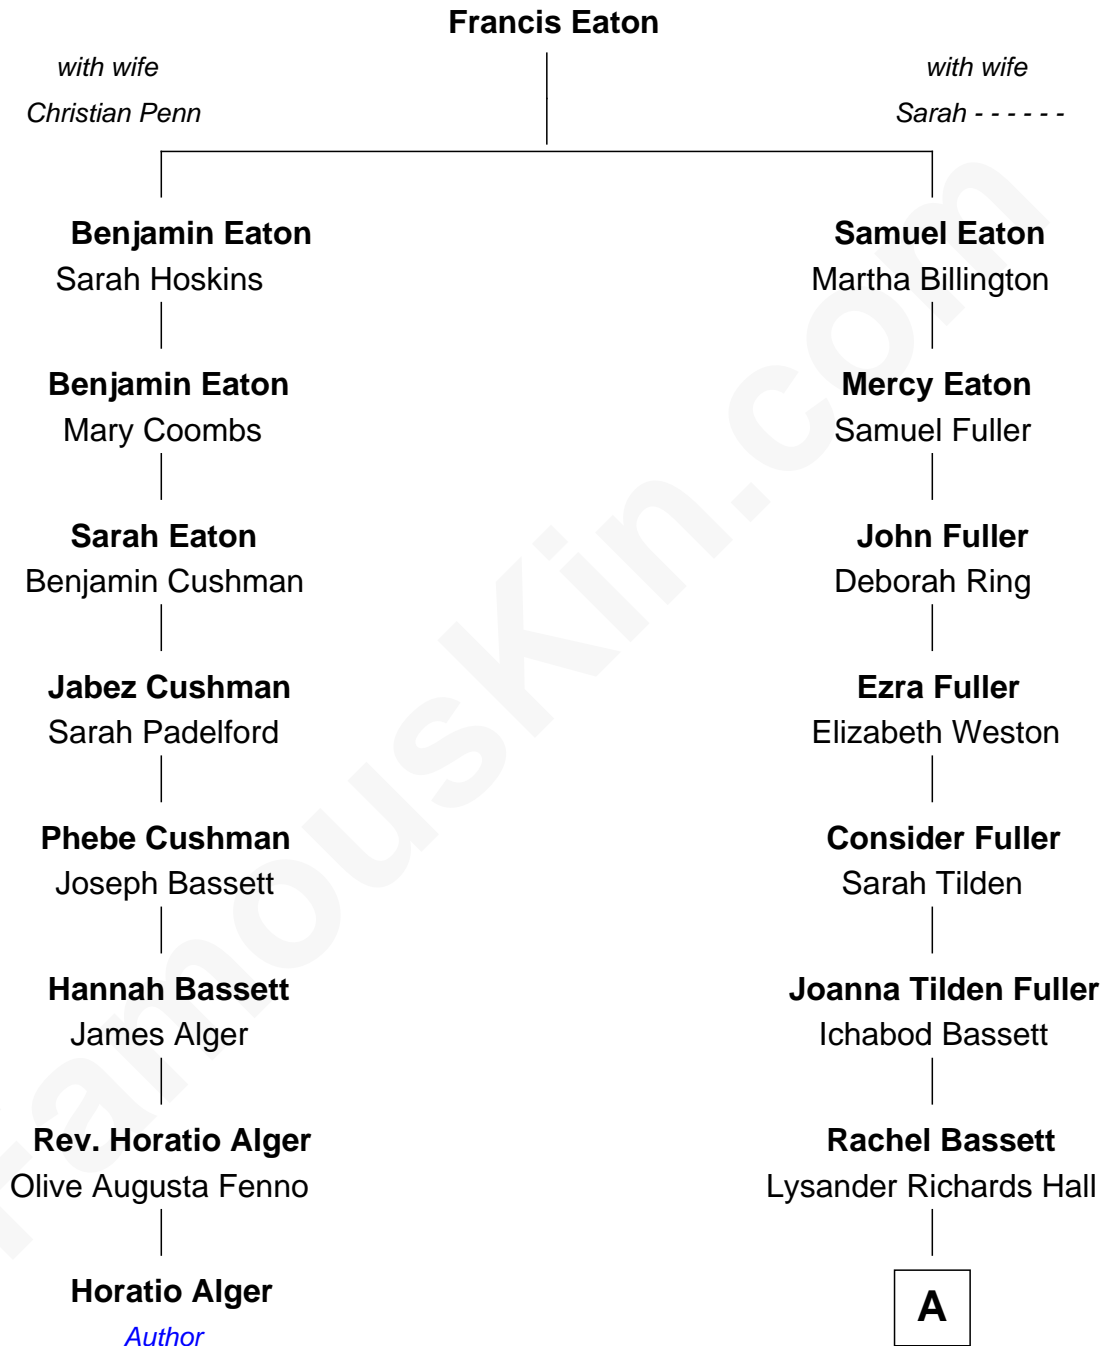 Francis Eaton
with wife
Christian Penn
with wife
Sarah - - - - - -
Benjamin Eaton
Sarah Hoskins
Samuel Eaton
Martha Billington
Benjamin Eaton
Mary Coombs
Mercy Eaton
Samuel Fuller
Sarah Eaton
Benjamin Cushman
John Fuller
Deborah Ring
Jabez Cushman
Sarah Padelford
Ezra Fuller
Elizabeth Weston
Phebe Cushman
Joseph Bassett
Consider Fuller
Sarah Tilden
Hannah Bassett
James Alger
Joanna Tilden Fuller
Ichabod Bassett
Rev. Horatio Alger
Olive Augusta Fenno
Rachel Bassett
Lysander Richards Hall
Horatio Alger
Author
A
famouskin.com